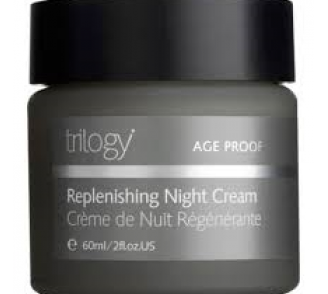 trilogy
AGE PROOF
Replenishing Night Cream
Crème de Nuit Régénérante
e 60ml/2fl.oz.US